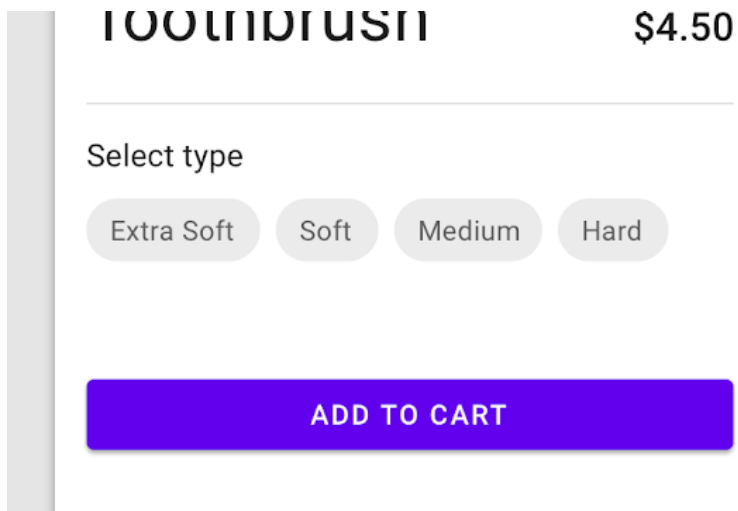 Toothbrush $4.50
Select type
Extra Soft Soft Medium Hard
ADD TO CART